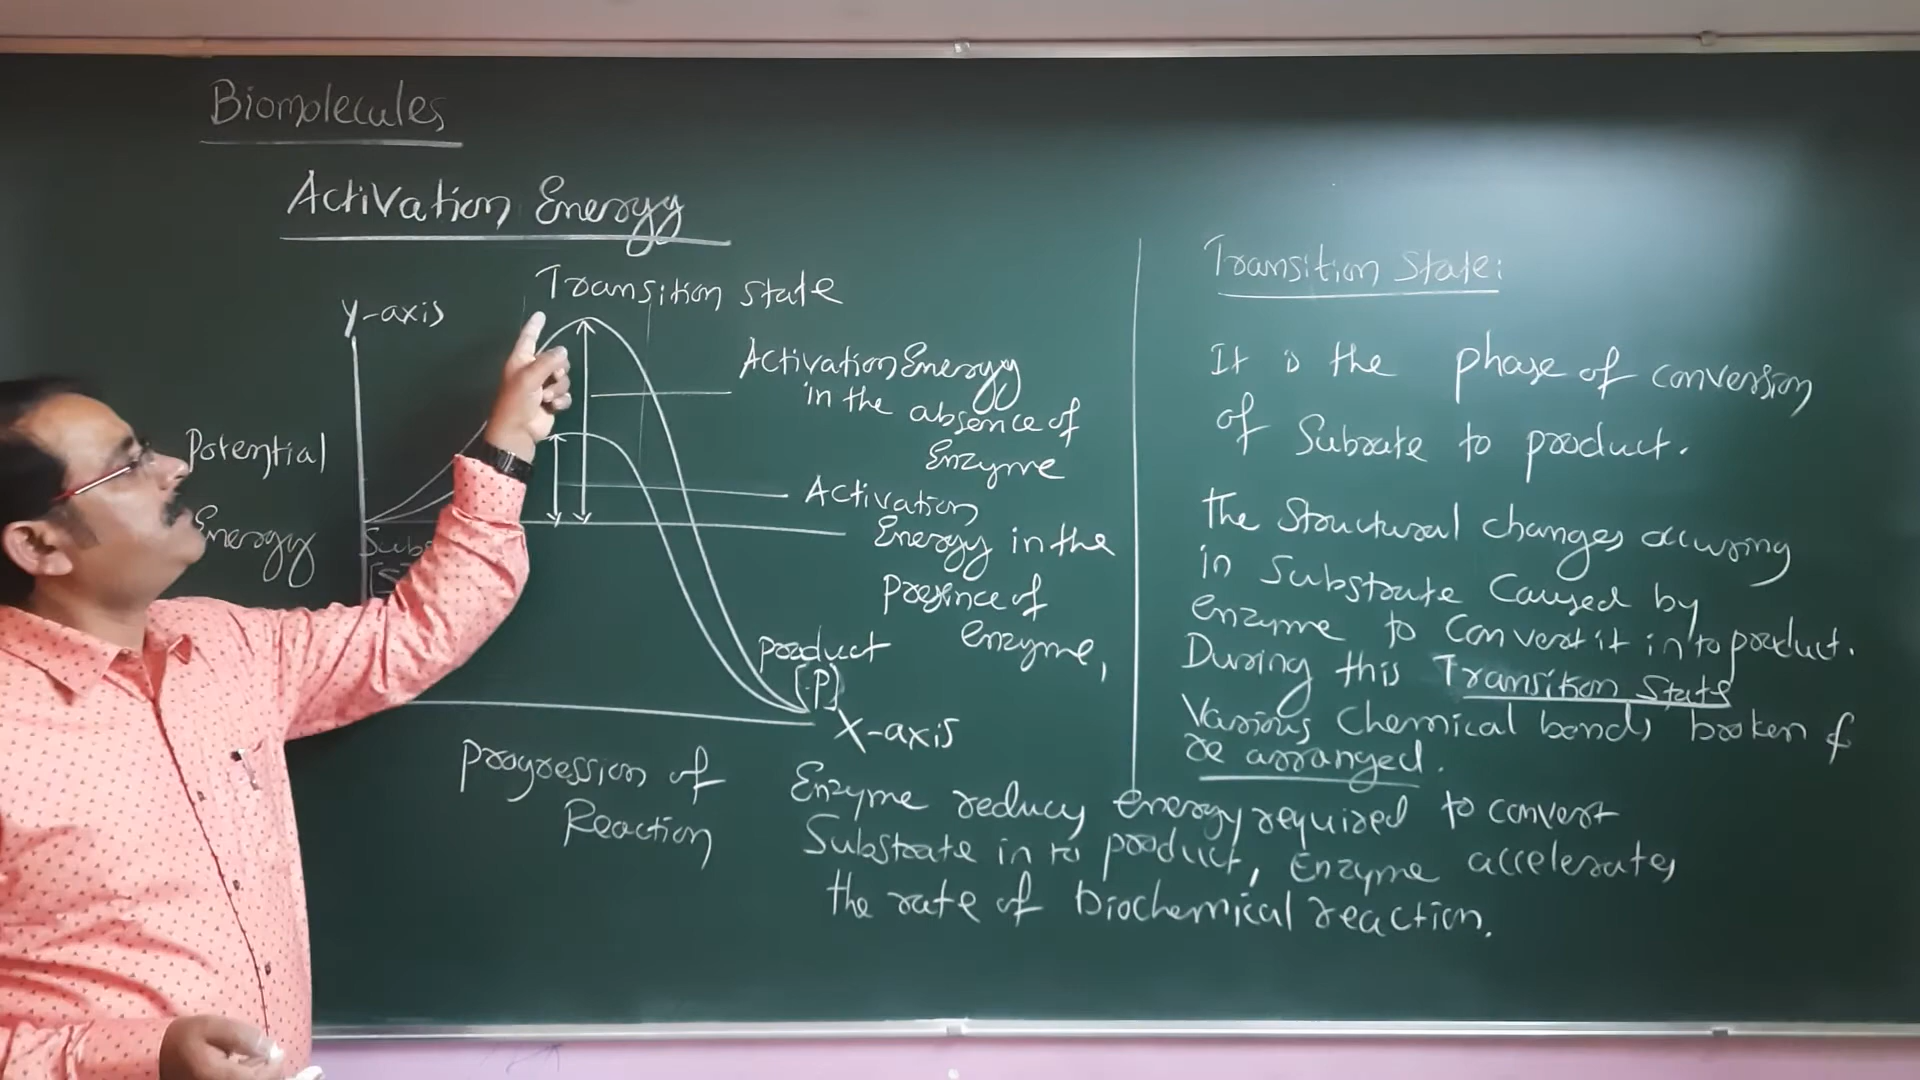 Biomolecules
Activation Energy
Transition state
Y-axis
Activation Energy
in the absence of
Enzyme
Potential
Energy
Activation
Energy in the
presence of
enzyme,
Subs
[S]
product
[P]
X-axis
Progression of
Reaction
Transition State:
It is the phase of conversion
of Subrate to product.
The Structural changes occuring
in Substrate Caused by
enzyme to convert it in to product.
During this Transition State
Various Chemical bonds broken &
re arranged.
Enzyme reducy energy required to convert
Substrate in to product, Enzyme accelerates
the rate of Biochemical reaction.